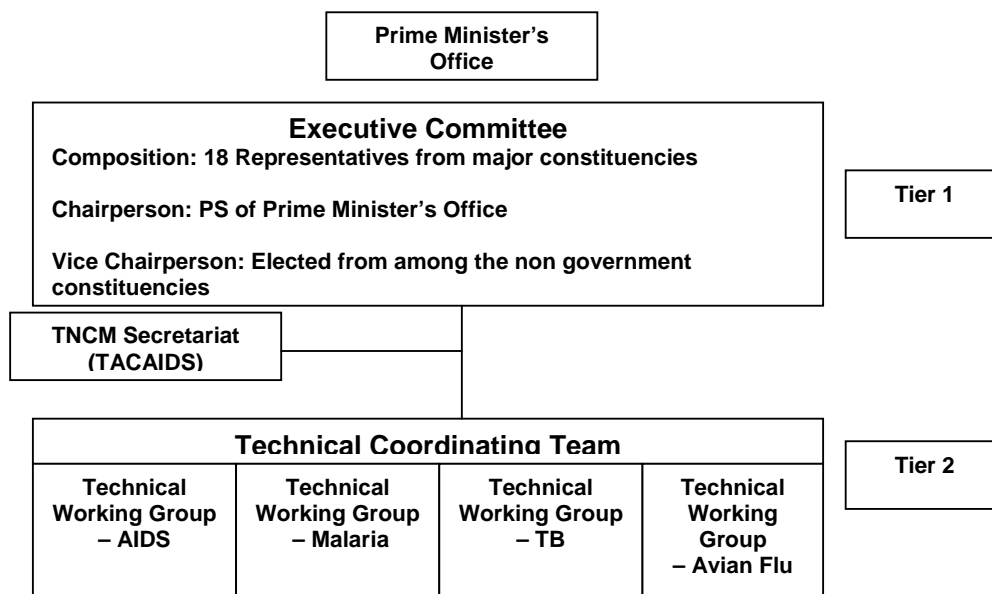 Prime Minister’s
Office
Executive Committee
Composition: 18 Representatives from major constituencies
Chairperson: PS of Prime Minister’s Office
Vice Chairperson: Elected from among the non government
constituencies
Tier 1
TNCM Secretariat
(TACAIDS)
Technical Coordinating Team
Tier 2
Technical
Working Group
– AIDS
Technical
Working Group
– Malaria
Technical
Working Group
– TB
Technical
Working
Group
– Avian Flu